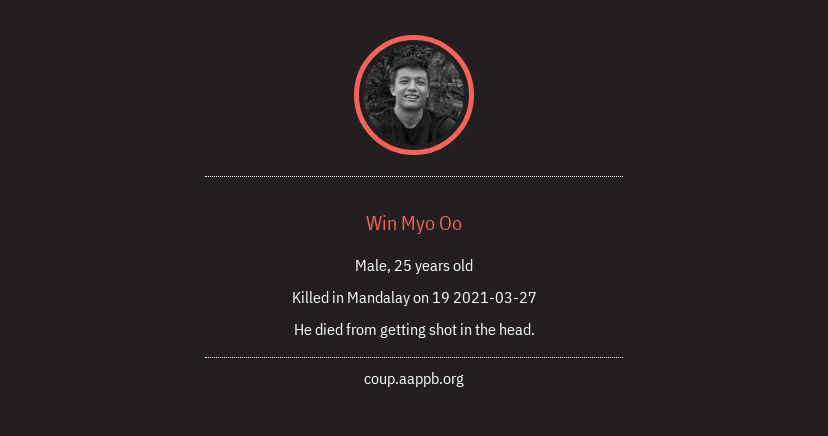 Win Myo Oo
Male, 25 years old
Killed in Mandalay on 19 2021-03-27
He died from getting shot in the head.
coup.aappb.org